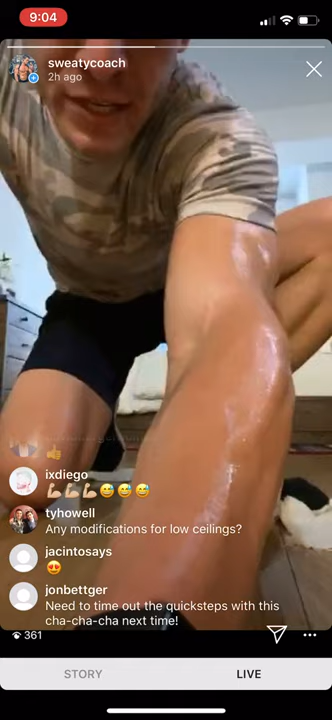 9:04
sweatycoach
2h ago
ixdiego
tyhowell
Any modifications for low ceilings?
jacintosays
jonbettger
Need to time out the quicksteps with this
cha-cha-cha next time!
361
STORY
LIVE